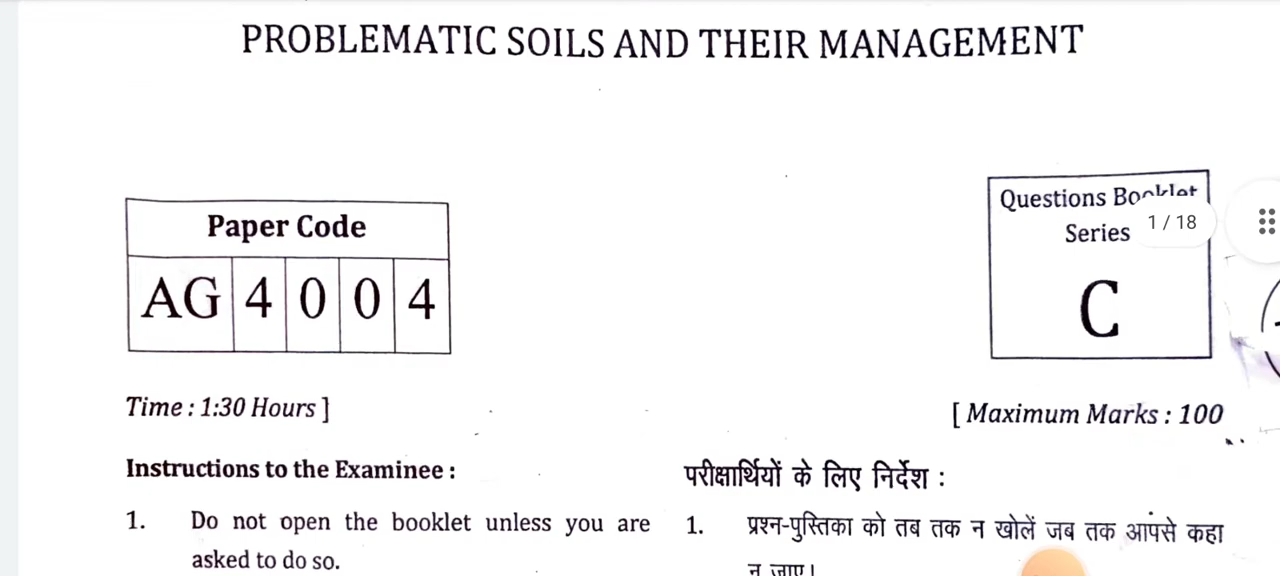 PROBLEMATIC SOILS AND THEIR MANAGEMENT
Paper Code
AG 4 0 0 4
Questions Booklet
Series
1 / 18
C
Time : 1:30 Hours ]
[ Maximum Marks : 100
Instructions to the Examinee :
1. Do not open the booklet unless you are
asked to do so.
परीक्षार्थियों के लिए निर्देश :
1. प्रश्न-पुस्तिका को तब तक न खोलें जब तक आपसे कहा
न जाए।